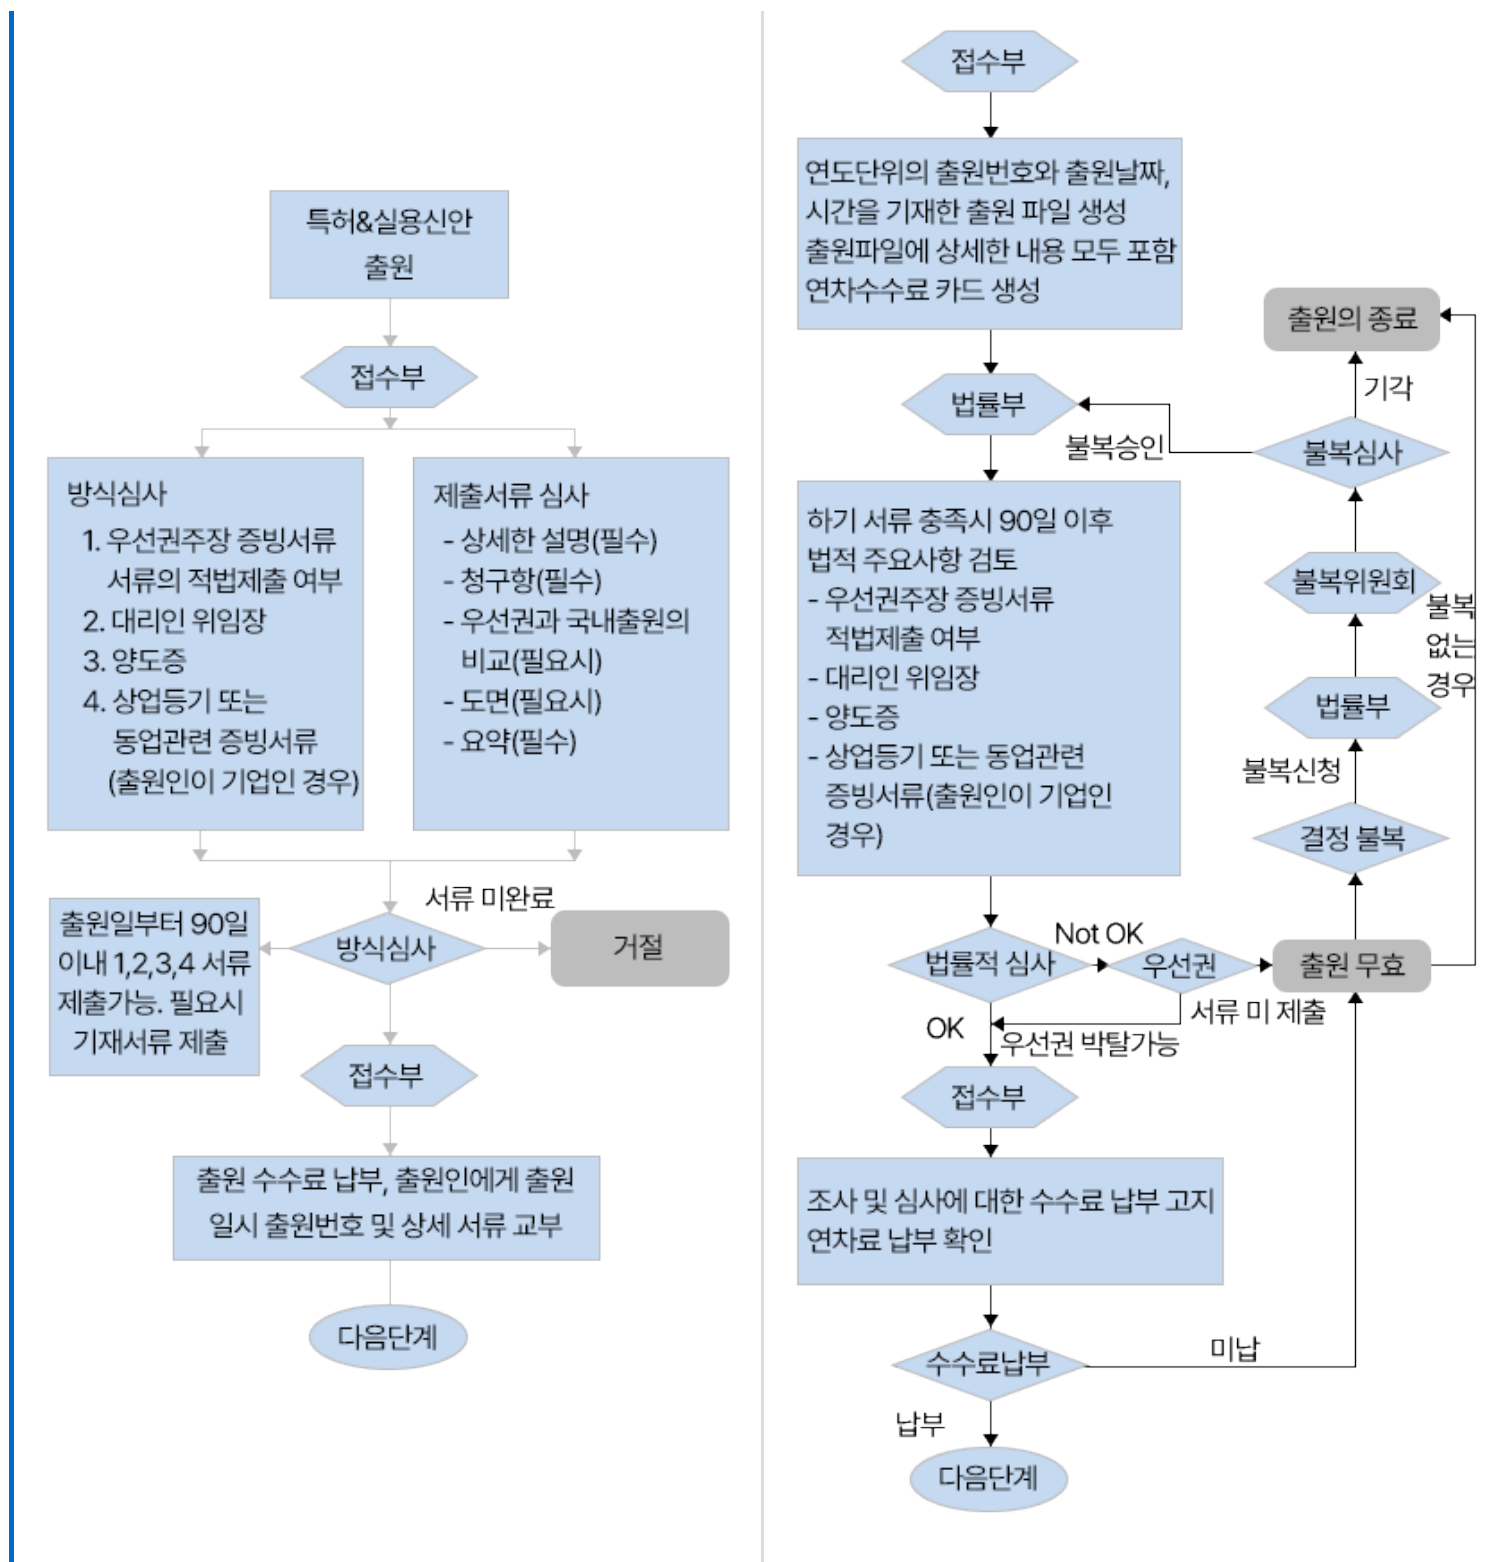 특허&실용신안
출원
접수부
방식심사
1. 우선권주장 증빙서류
서류의 적법제출 여부
2. 대리인 위임장
3. 양도증
4. 상업등기 또는
동업관련 증빙서류
(출원인이 기업인 경우)
제출서류 심사
- 상세한 설명(필수)
- 청구항(필수)
- 우선권과 국내출원의
비교(필요시)
- 도면(필요시)
- 요약(필수)
서류 미완료
출원일부터 90일
이내 1,2,3,4 서류
제출가능. 필요시
기재서류 제출
방식심사
거절
접수부
출원 수수료 납부, 출원인에게 출원
일시 출원번호 및 상세 서류 교부
다음단계
접수부
연도단위의 출원번호와 출원날짜,
시간을 기재한 출원 파일 생성
출원파일에 상세한 내용 모두 포함
연차수수료 카드 생성
출원의 종료
기각
법률부
불복승인
불복심사
하기 서류 충족시 90일 이후
법적 주요사항 검토
- 우선권주장 증빙서류
적법제출 여부
- 대리인 위임장
- 양도증
- 상업등기 또는 동업관련
증빙서류(출원인이 기업인
경우)
불복위원회
불복
없는
경우
법률부
불복신청
결정 불복
법률적 심사
Not OK
우선권
출원 무효
서류 미 제출
OK
우선권 박탈가능
접수부
조사 및 심사에 대한 수수료 납부 고지
연차료 납부 확인
수수료납부
미납
납부
다음단계